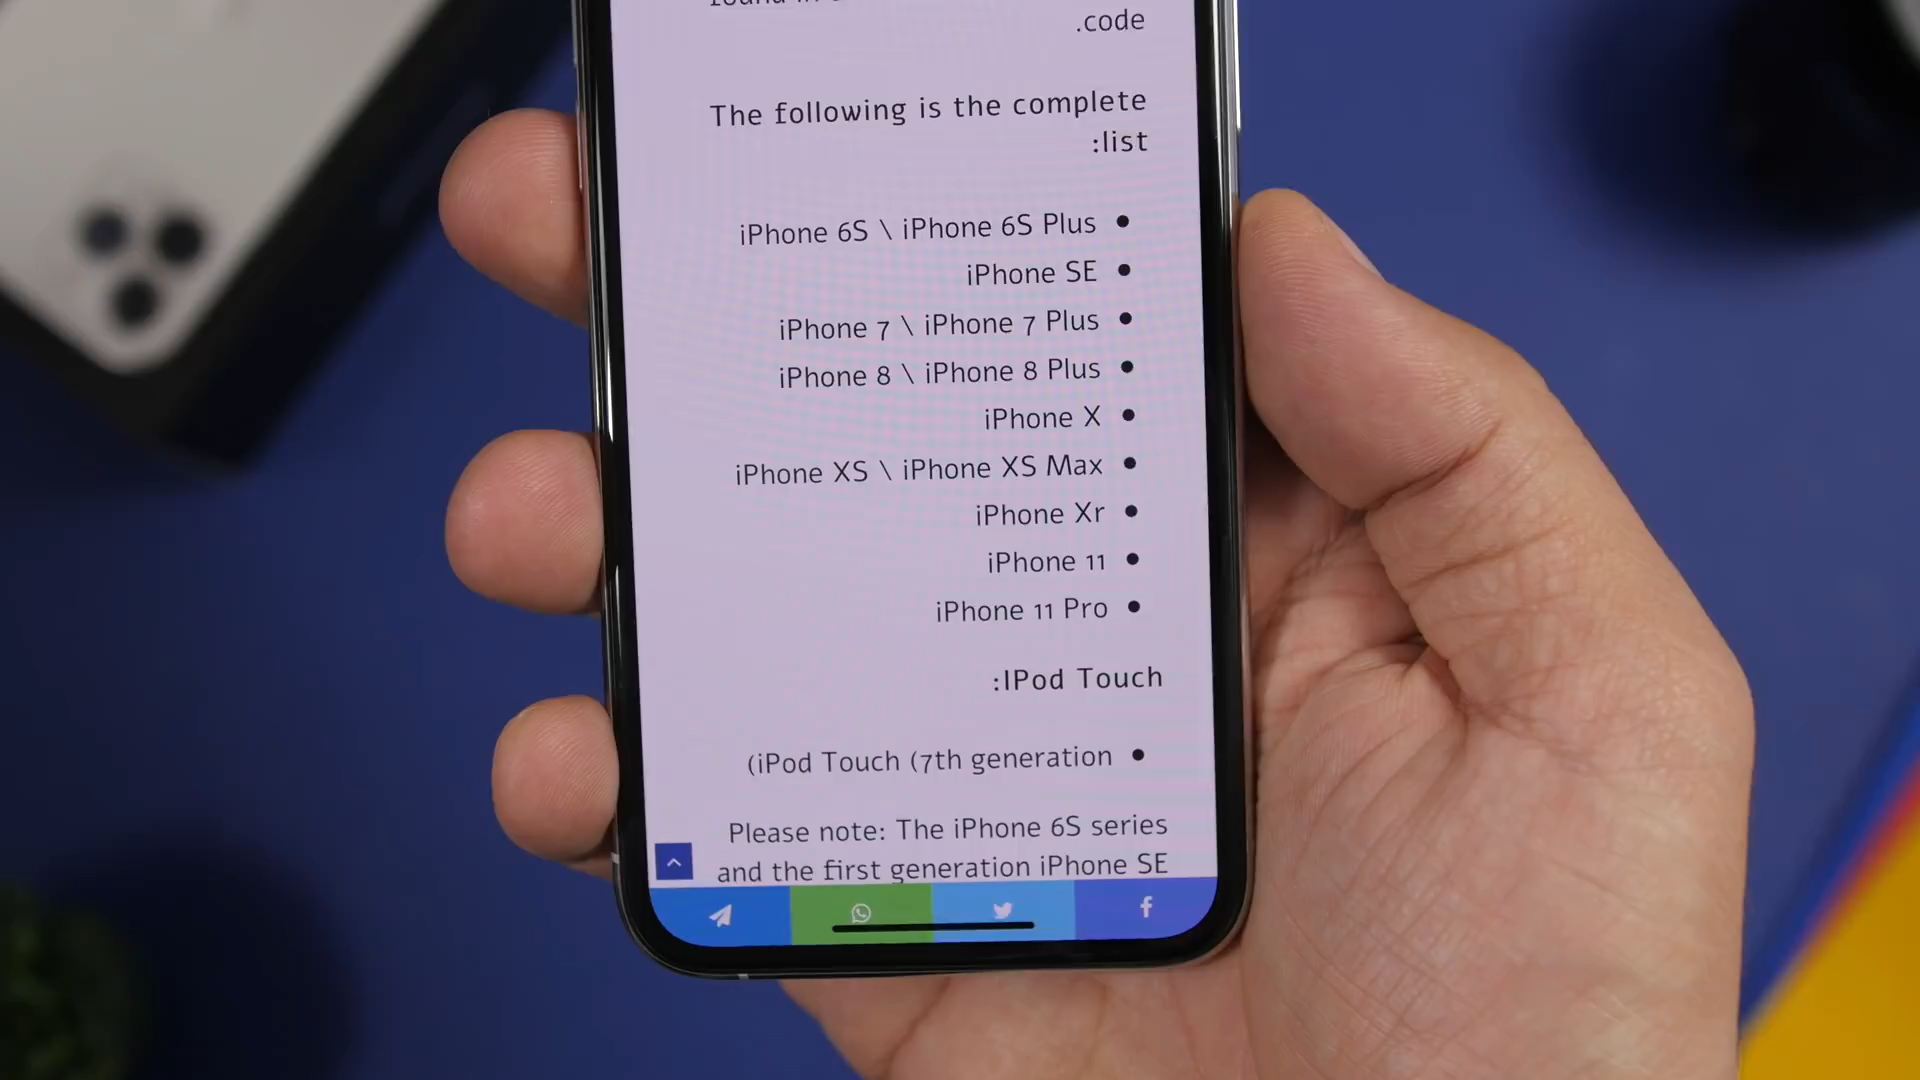 .code
The following is the complete
:list
iPhone 6S \ iPhone 6S Plus
iPhone SE
iPhone 7 \ iPhone 7 Plus
iPhone 8 \ iPhone 8 Plus
iPhone X
iPhone XS \ iPhone XS Max
iPhone Xr
iPhone 11
iPhone 11 Pro
:IPod Touch
(iPod Touch (7th generation
Please note: The iPhone 6S series
and the first generation iPhone SE